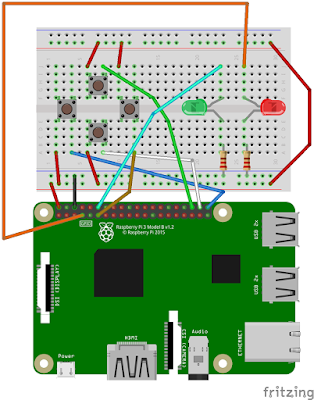 Raspberry Pi 3 Model B v1.2
© Raspberry Pi 2015
DSI (DISPLAY)
USB 2x
USB 2x
Power
HDMI
CSI (CAMERA)
Audio
ETHERNET
fritzing